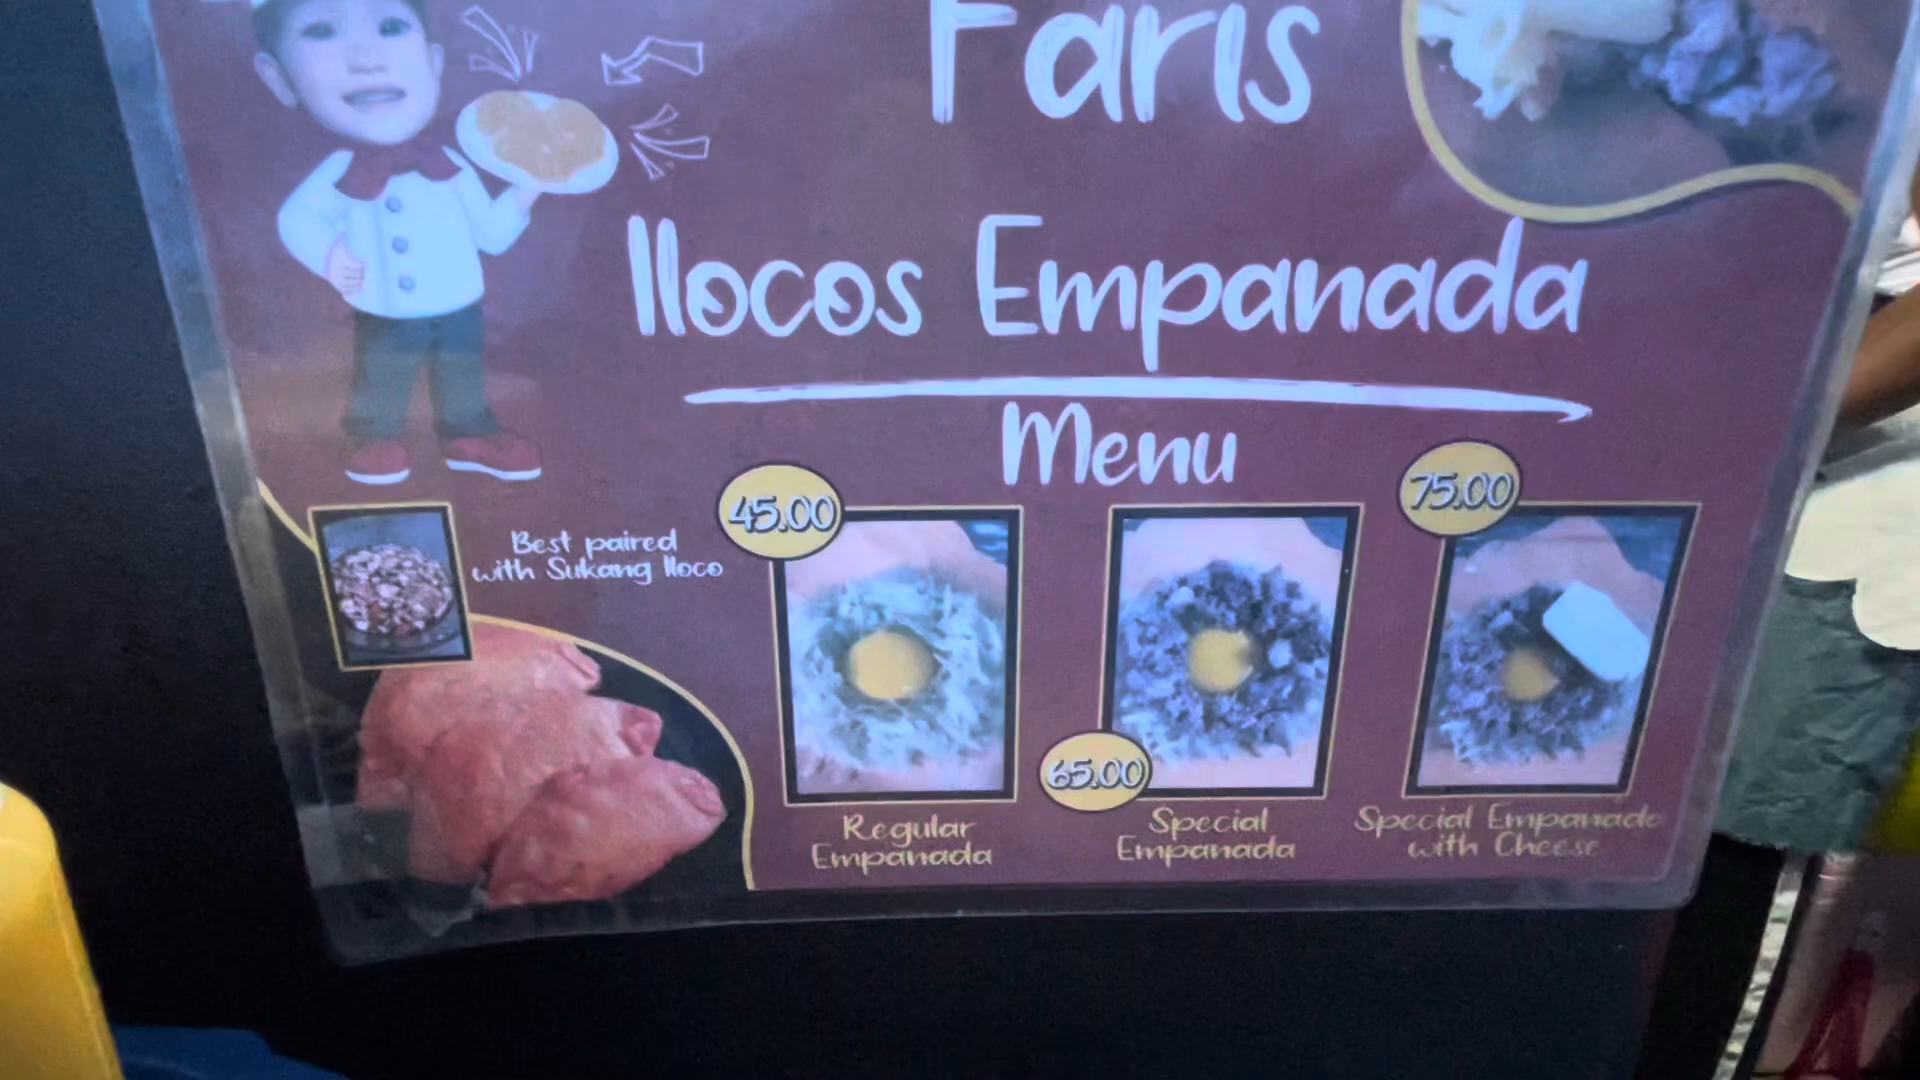 Faris
Ilocos Empanada
Menu
Best paired
with Sukang Iloco
45.00
Regular
Empanada
65.00
Special
Empanada
75.00
Special Empanada
with Cheese